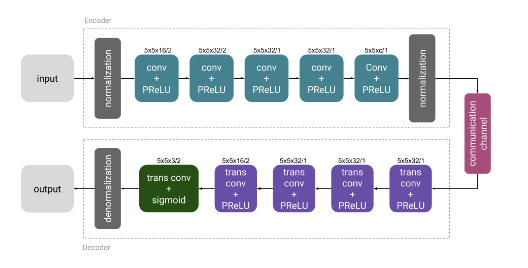 Encoder
5x5x16/2
5x5x32/2
5x5x32/1
5x5x32/1
5x5xc/1
input
normalization
conv
+
PReLU
conv
+
PReLU
conv
+
PReLU
conv
+
PReLU
Conv
+
PReLU
normalization
communication
channel
output
denormalization
5x5x3/2
trans conv
+
sigmoid
5x5x16/2
trans
conv
+
PReLU
5x5x32/1
trans
conv
+
PReLU
5x5x32/1
trans
conv
+
PReLU
5x5x32/1
trans
conv
+
PReLU
Decoder